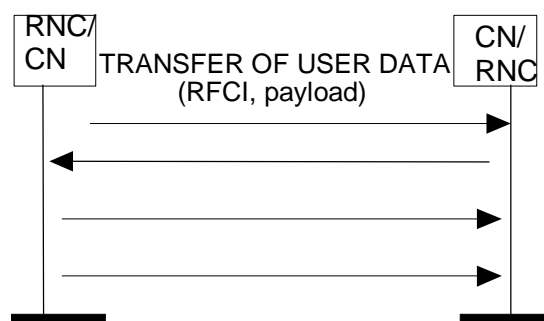 RNC/
CN
CN/
RNC
TRANSFER OF USER DATA
(RFCI, payload)